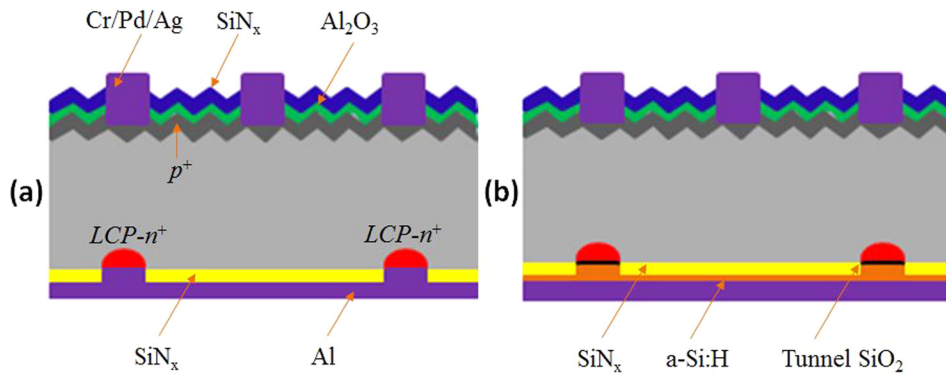 Cr/Pd/Ag SiNₓ Al₂O₃
p⁺
(a) (b)
LCP-n⁺ LCP-n⁺
SiNₓ Al SiNₓ a-Si:H Tunnel SiO₂